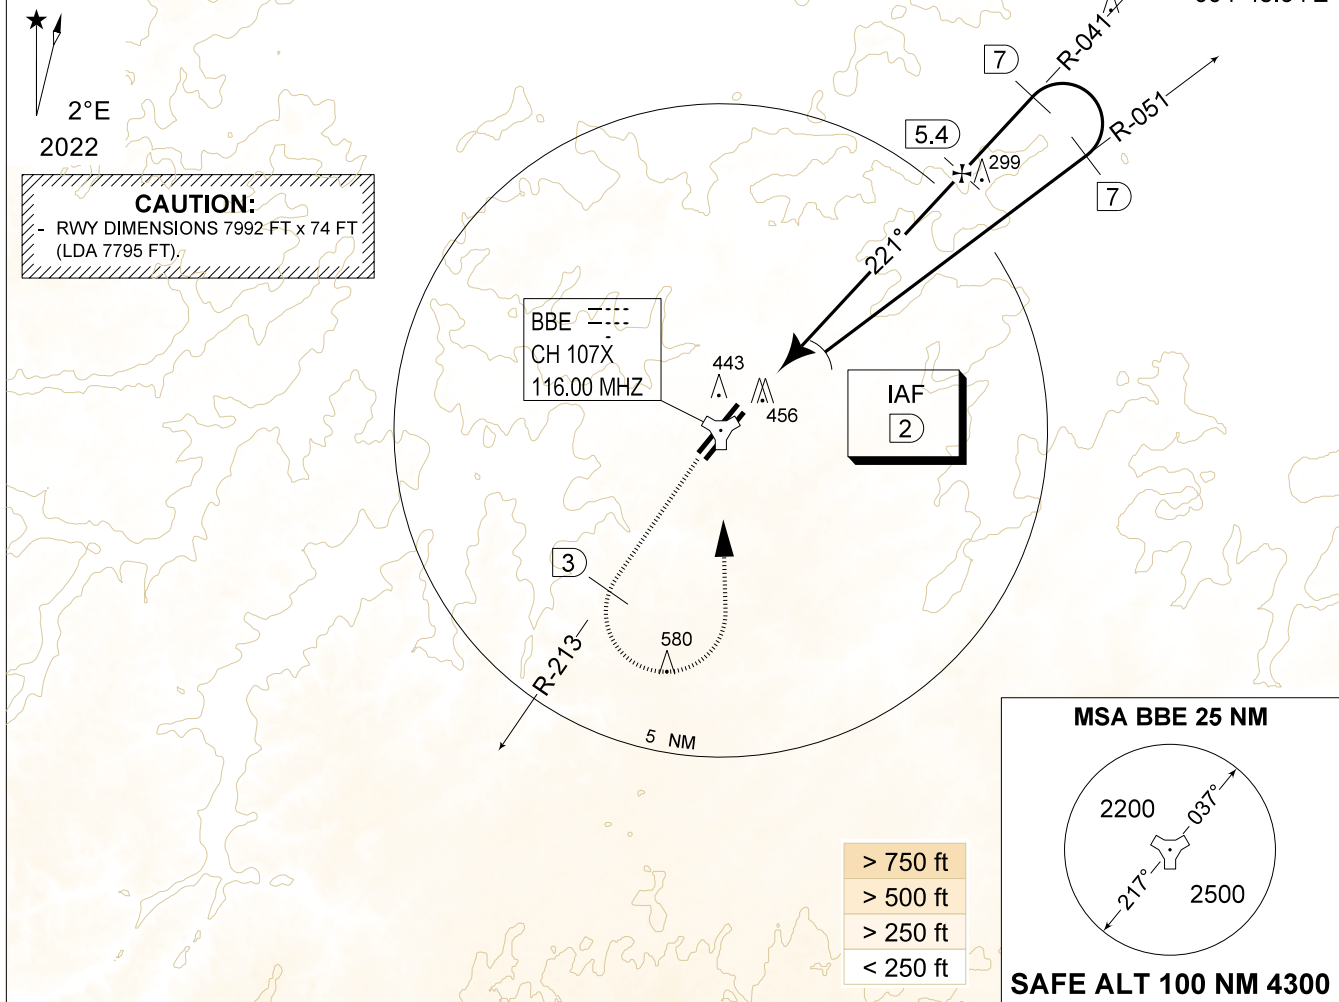 R-041
7
2°E
2022
R-051
5.4
299
CAUTION:
- RWY DIMENSIONS 7992 FT x 74 FT
(LDA 7795 FT).
7
221°
BBE
CH 107X
116.00 MHZ
443
456
IAF
2
3
580
R-213
5 NM
MSA BBE 25 NM
2200
037°
217°
2500
> 750 ft
> 500 ft
> 250 ft
< 250 ft
SAFE ALT 100 NM 4300